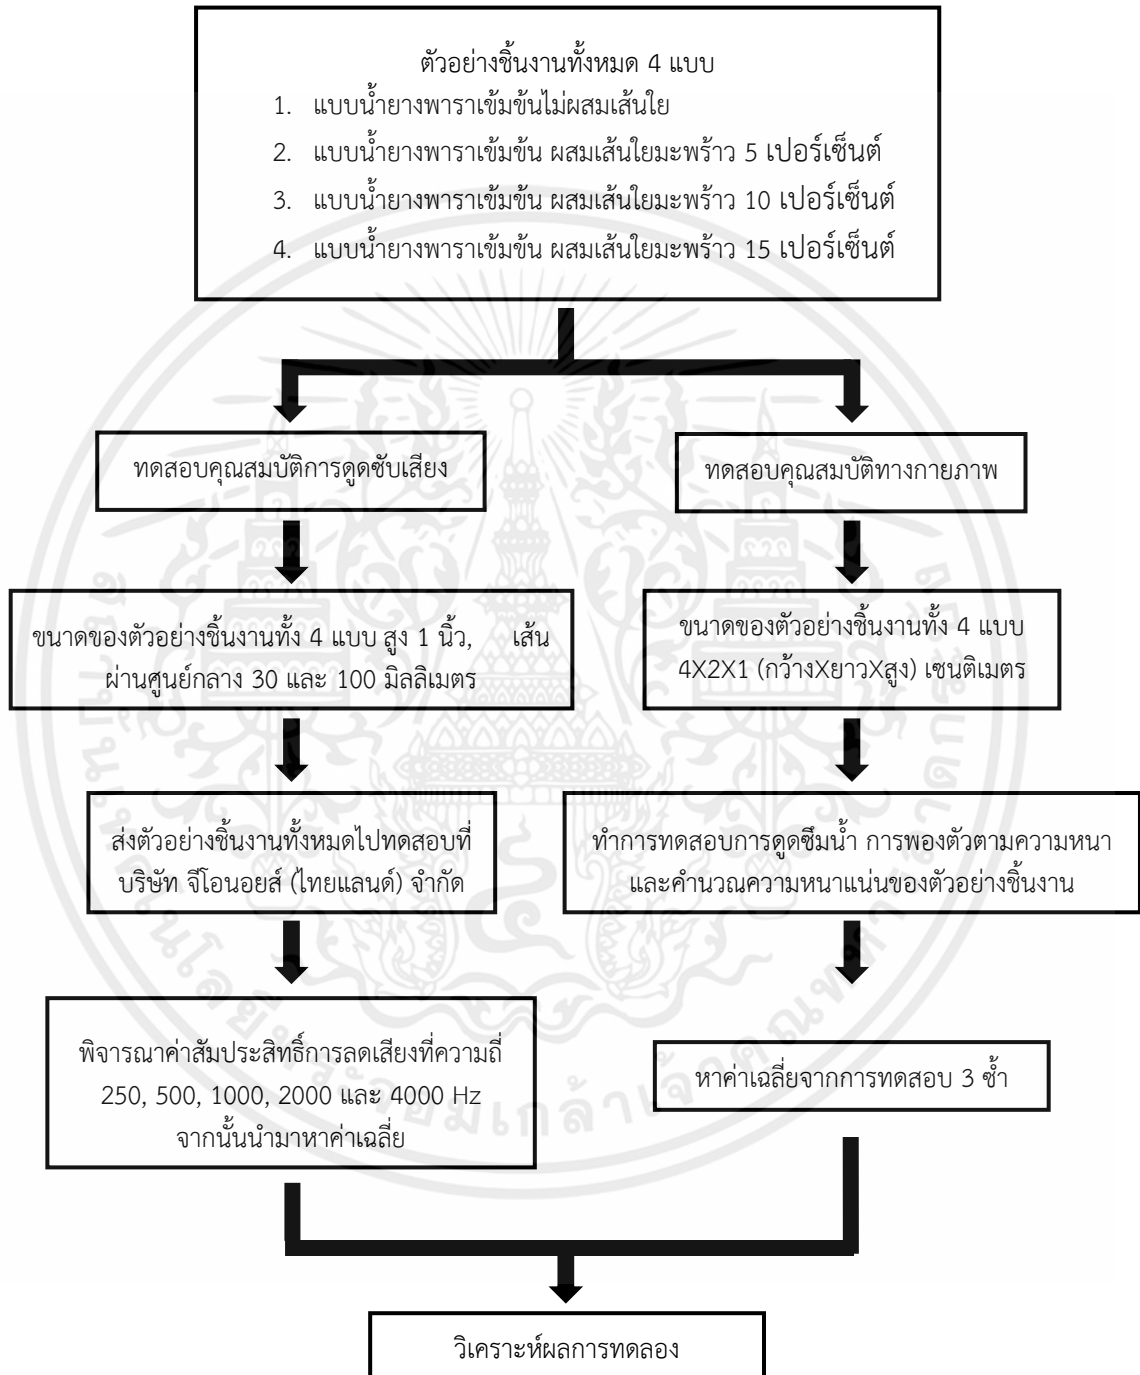 ตัวอย่างชิ้นงานทั้งหมด 4 แบบ
1. แบบน้ำยางพาราเข้มข้นไม่ผสมเส้นใย
2. แบบน้ำยางพาราเข้มข้น ผสมเส้นใยมะพร้าว 5 เปอร์เซ็นต์
3. แบบน้ำยางพาราเข้มข้น ผสมเส้นใยมะพร้าว 10 เปอร์เซ็นต์
4. แบบน้ำยางพาราเข้มข้น ผสมเส้นใยมะพร้าว 15 เปอร์เซ็นต์
ทดสอบคุณสมบัติการดูดซับเสียง
ทดสอบคุณสมบัติทางกายภาพ
ขนาดของตัวอย่างชิ้นงานทั้ง 4 แบบ สูง 1 นิ้ว, เส้น
ผ่านศูนย์กลาง 30 และ 100 มิลลิเมตร
ขนาดของตัวอย่างชิ้นงานทั้ง 4 แบบ
4X2X1 (กว้างXยาวXสูง) เซนติเมตร
ส่งตัวอย่างชิ้นงานทั้งหมดไปทดสอบที่
บริษัท จีโอนอยส์ (ไทยแลนด์) จำกัด
ทำการทดสอบการดูดซึมน้ำ การพองตัวตามความหนา
และคำนวณความหนาแน่นของตัวอย่างชิ้นงาน
พิจารณาค่าสัมประสิทธิ์การลดเสียงที่ความถี่
250, 500, 1000, 2000 และ 4000 Hz
จากนั้นนำมาหาค่าเฉลี่ย
หาค่าเฉลี่ยจากการทดสอบ 3 ซ้ำ
วิเคราะห์ผลการทดลอง